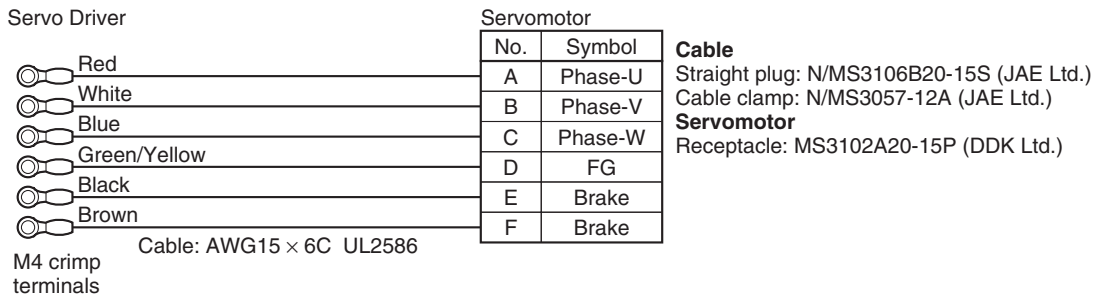 Servo Driver
Servomotor
No. Symbol
Red
A Phase-U
White
B Phase-V
Blue
C Phase-W
Green/Yellow
D FG
Black
E Brake
Brown
F Brake
Cable: AWG15 × 6C UL2586
M4 crimp
terminals
Cable
Straight plug: N/MS3106B20-15S (JAE Ltd.)
Cable clamp: N/MS3057-12A (JAE Ltd.)
Servomotor
Receptacle: MS3102A20-15P (DDK Ltd.)